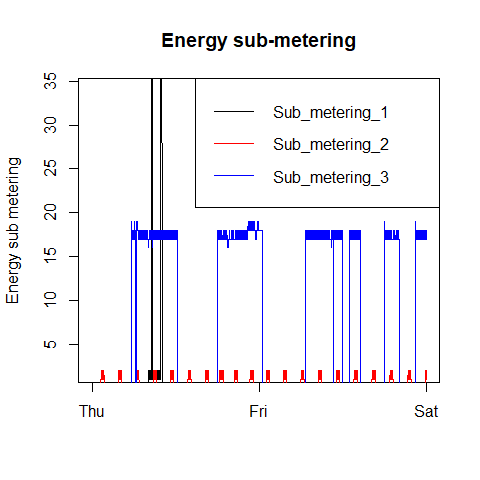 Energy sub-metering
Energy sub metering
35
30
25
20
15
10
5
Sub_metering_1
Sub_metering_2
Sub_metering_3
Thu
Fri
Sat